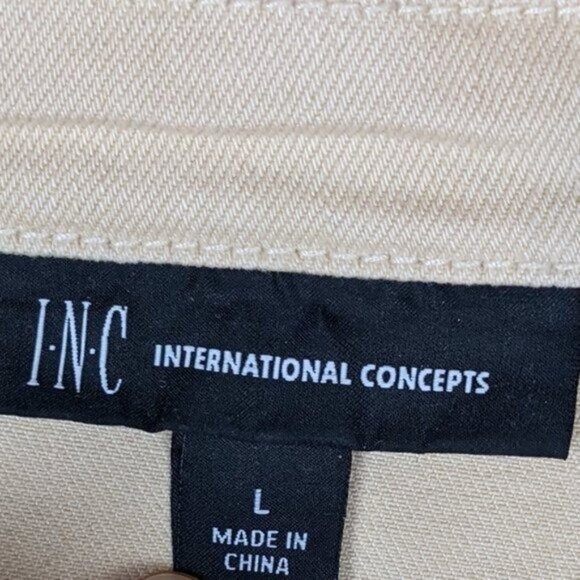 I·N·C INTERNATIONAL CONCEPTS
L
MADE IN
CHINA